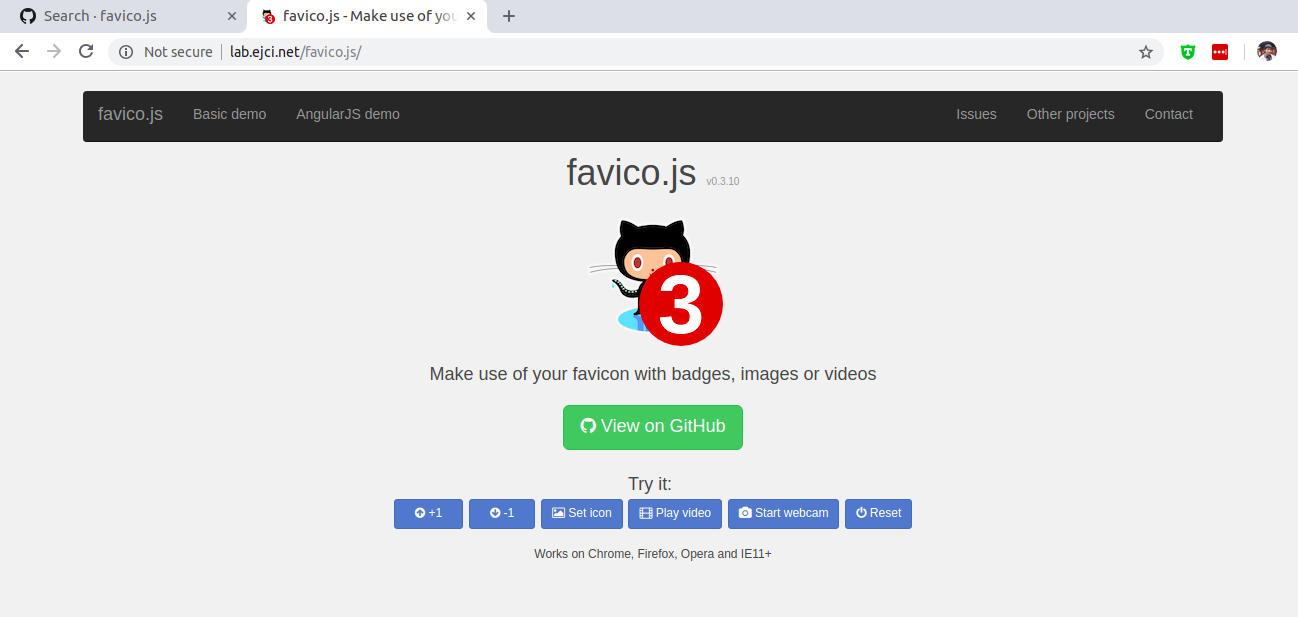 Search · favico.js
3 favico.js - Make use of you
Not secure lab.ejci.net/favico.js/
favico.js Basic demo AngularJS demo Issues Other projects Contact
favico.js v0.3.10
3
Make use of your favicon with badges, images or videos
View on GitHub
Try it:
+1 -1 Set icon Play video Start webcam Reset
Works on Chrome, Firefox, Opera and IE11+